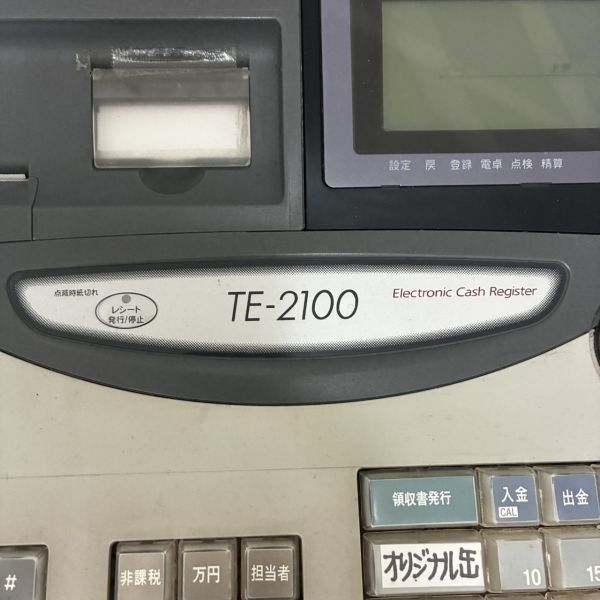 設定 戻 登録 電卓 点検 精算
点滅時紙切れ
レシート
発行/停止
TE-2100
Electronic Cash Register
領収書発行
入金
CAL
出金
オリジナル缶
10
15
#
非課税
万円
担当者